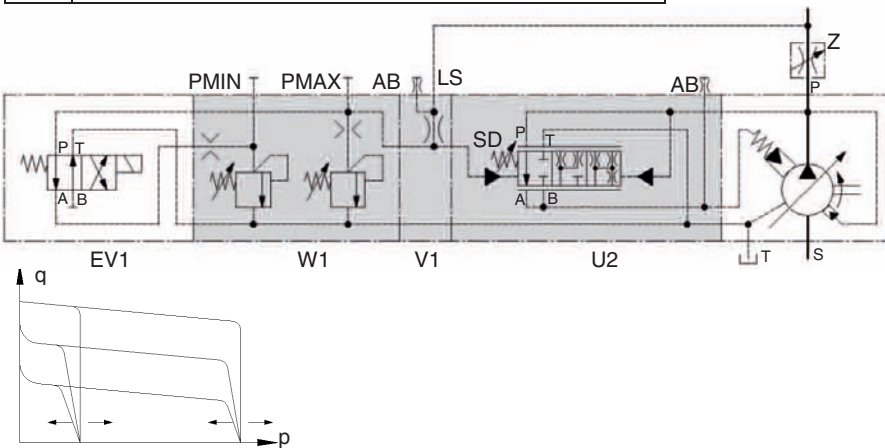 Z
PMIN PMAX AB LS AB
P
P T
SD P T
A B
A B
EV1 W1 V1 U2 T S
q
p